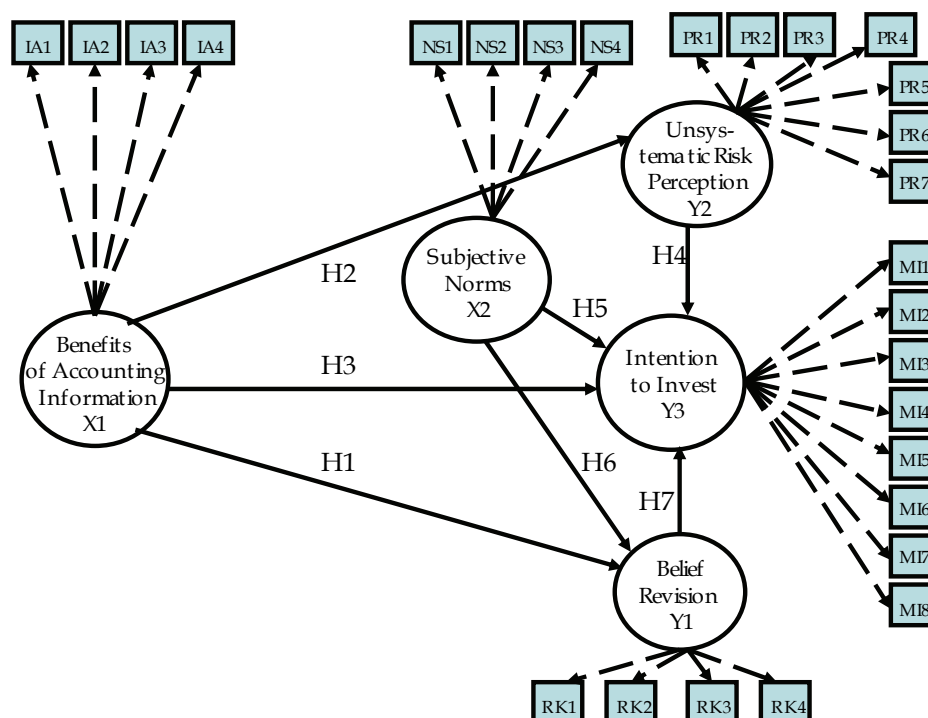 IA1
IA2
IA3
IA4
NS1
NS2
NS3
NS4
PR1
PR2
PR3
PR4
PR5
PR6
PR7
Unsys-
tematic Risk
Perception
Y2
H2
Subjective
Norms
X2
H4
H5
MI1
MI2
MI3
MI4
MI5
MI6
MI7
MI8
Benefits
of Accounting
Information
X1
H3
Intention
to Invest
Y3
H1
H6
H7
Belief
Revision
Y1
RK1
RK2
RK3
RK4